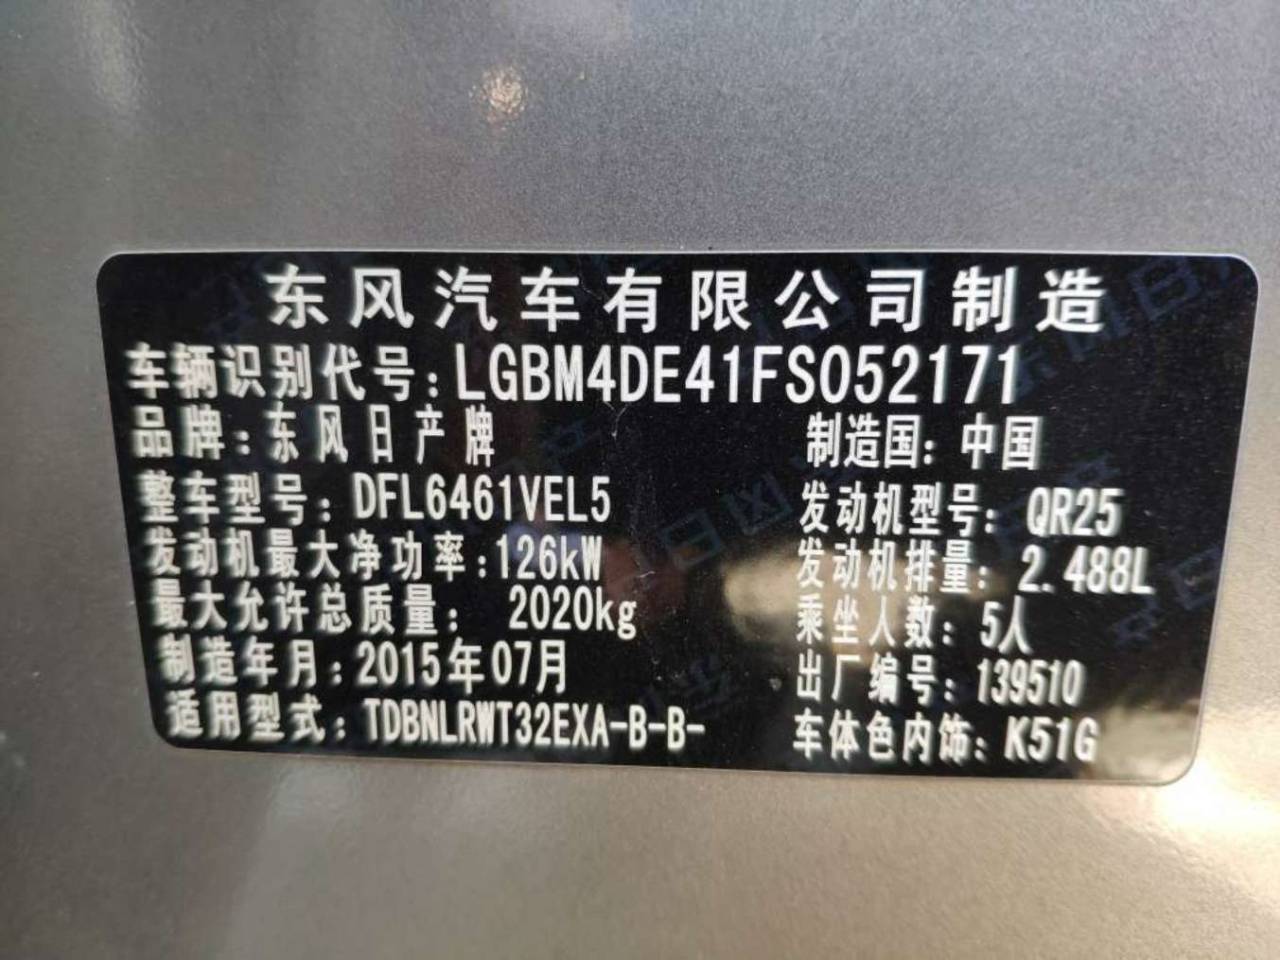 东风汽车有限公司制造
车辆识别代号:LGBM4DE41FS052171
品牌:东风日产牌 制造国:中国
整车型号:DFL6461VEL5 发动机型号:QR25
发动机最大净功率:126kW 发动机排量:2.488L
最大允许总质量:2020kg 乘坐人数:5人
制造年月:2015年07月 出厂编号:139510
适用型式:TDBNLRWT32EXA-B-B- 车体色内饰:K51G